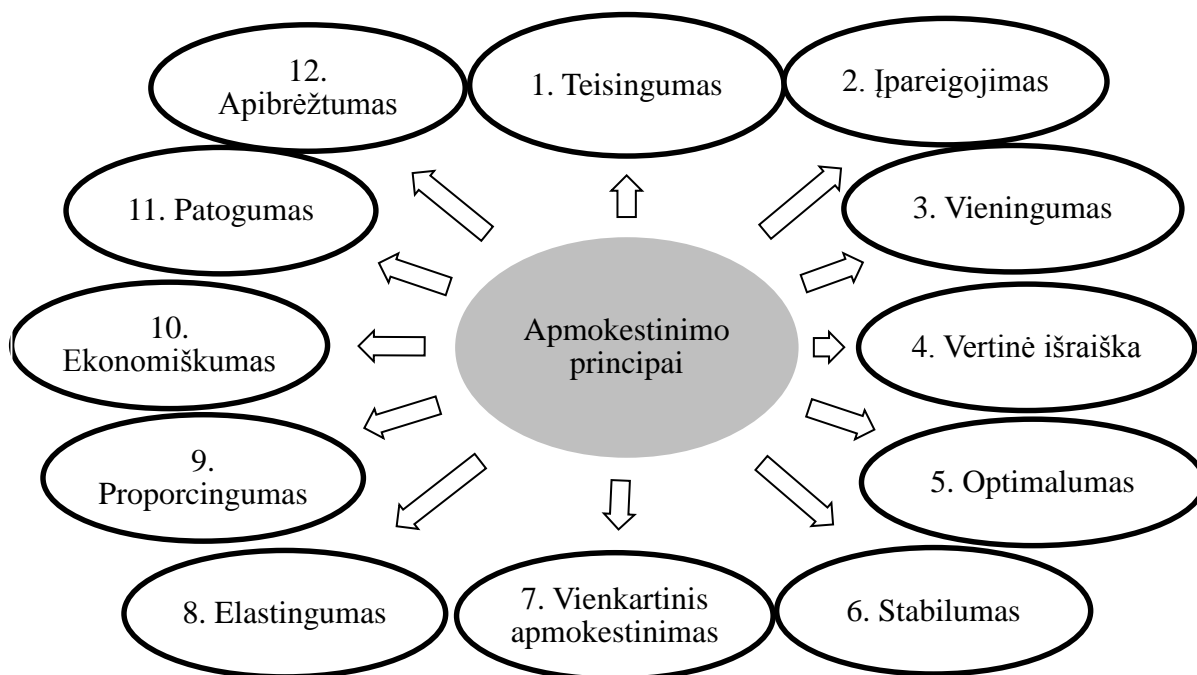 12.
Apibrėžtumas
1. Teisingumas
2. Įpareigojimas
11. Patogumas
3. Vieningumas
10.
Ekonomiškumas
Apmokestinimo
principai
4. Vertinė išraiška
9.
Proporcingumas
5. Optimalumas
8. Elastingumas
7. Vienkartinis
apmokestinimas
6. Stabilumas